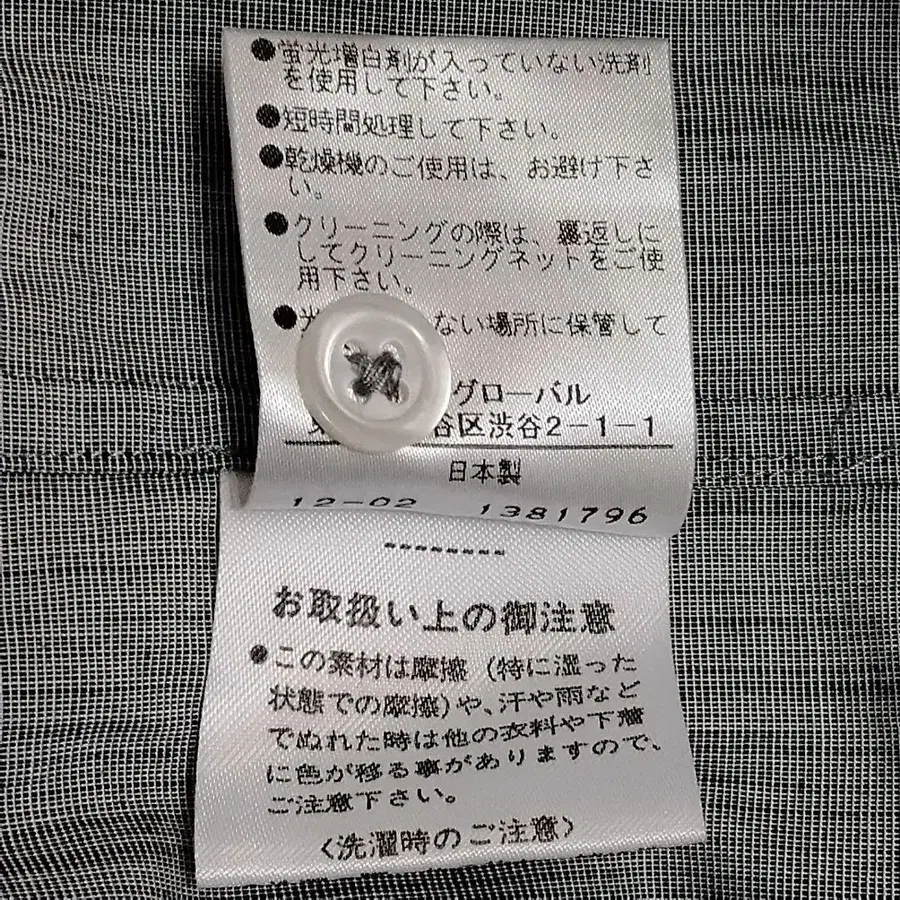 ●蛍光増白剤が入っていない洗剤
を使用して下さい。
●短時間処理して下さい。
●乾燥機のご使用は、お避け下さ
い。
●クリーニングの際は、裏返しに
してクリーニングネットをご使
用下さい。
●光 ない場所に保管して
グローバル
谷区渋谷2-1-1
日本製
12-02 1381796
--------
お取扱い上の御注意
●この素材は摩擦(特に湿った
状態での摩擦)や、汗や雨など
でぬれた時は他の衣料や下着
に色が移る事がありますので、
ご注意下さい。
〈洗濯時のご注意〉